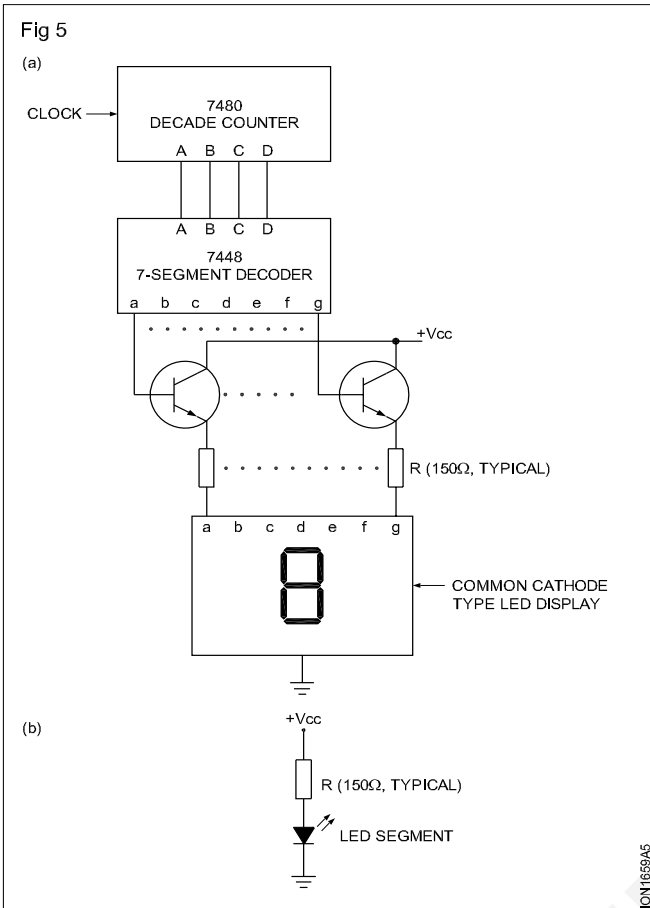 Fig 5
(a)
7480
DECADE COUNTER
CLOCK
A B C D
A B C D
7448
7-SEGMENT DECODER
a b c d e f g
+Vcc
R (150Ω, TYPICAL)
a b c d e f g
COMMON CATHODE
TYPE LED DISPLAY
(b)
+Vcc
R (150Ω, TYPICAL)
LED SEGMENT
ION1659A5